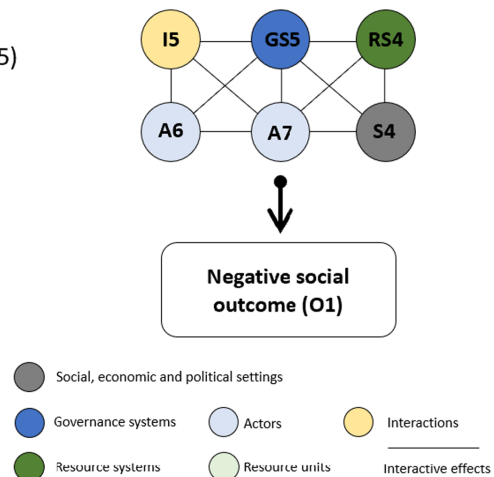 I5 GS5 RS4
5)
A6 A7 S4
Negative social
outcome (O1)
Social, economic and political settings
Governance systems Actors Interactions
Resource systems Resource units Interactive effects